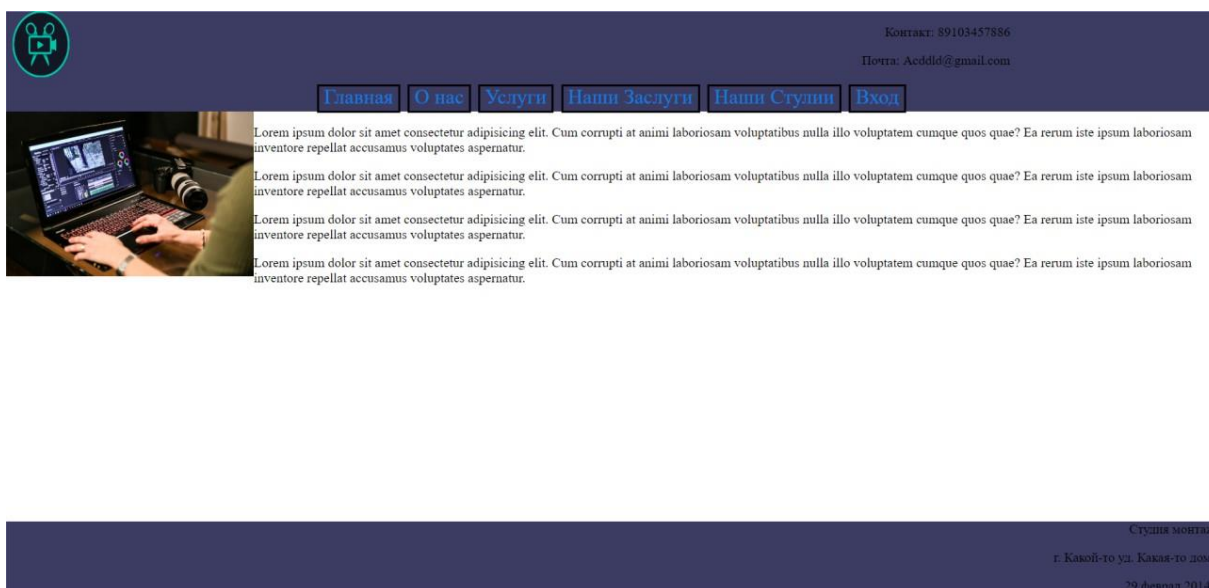 Контакт: 89103457886
Почта: Acddld@gmail.com
Главная О нас Услуги Наши Заслуги Наши Студии Вход
Lorem ipsum dolor sit amet consectetur adipisicing elit. Cum corrupti at animi laboriosam voluptatibus nulla illo voluptatem cumque quos quae? Ea rerum iste ipsum laboriosam
inventore repellat accusamus voluptates aspernatur.
Lorem ipsum dolor sit amet consectetur adipisicing elit. Cum corrupti at animi laboriosam voluptatibus nulla illo voluptatem cumque quos quae? Ea rerum iste ipsum laboriosam
inventore repellat accusamus voluptates aspernatur.
Lorem ipsum dolor sit amet consectetur adipisicing elit. Cum corrupti at animi laboriosam voluptatibus nulla illo voluptatem cumque quos quae? Ea rerum iste ipsum laboriosam
inventore repellat accusamus voluptates aspernatur.
Lorem ipsum dolor sit amet consectetur adipisicing elit. Cum corrupti at animi laboriosam voluptatibus nulla illo voluptatem cumque quos quae? Ea rerum iste ipsum laboriosam
inventore repellat accusamus voluptates aspernatur.
Студия монтаж
г. Какой-то уд. Какая-то дом
29 феврал 2014